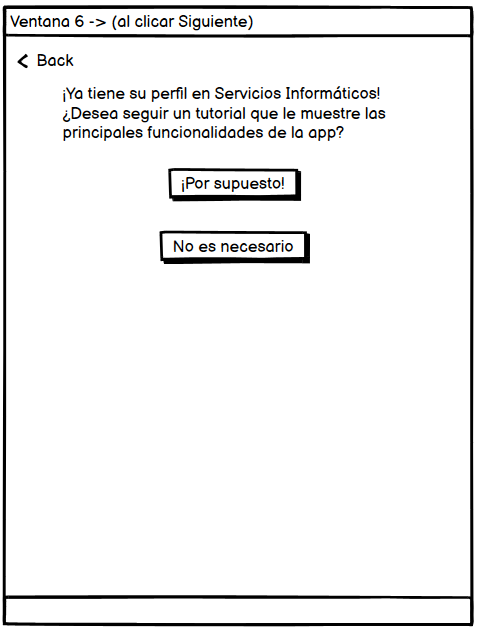 Ventana 6 -> (al clicar Siguiente)
Back
¡Ya tiene su perfil en Servicios Informáticos!
¿Desea seguir un tutorial que le muestre las
principales funcionalidades de la app?
¡Por supuesto!
No es necesario